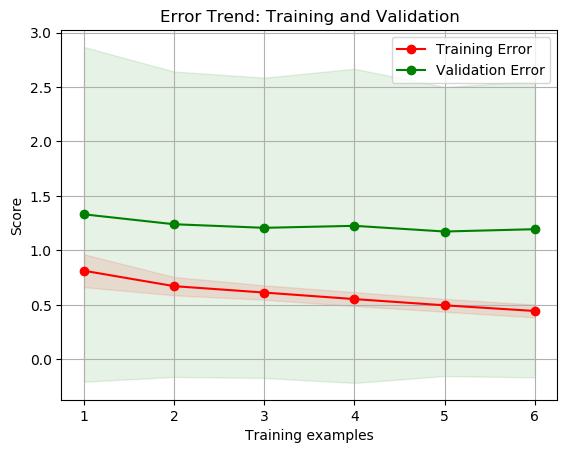 Error Trend: Training and Validation
Training Error
Validation Error
Score
3.0
2.5
2.0
1.5
1.0
0.5
0.0
1 2 3 4 5 6
Training examples